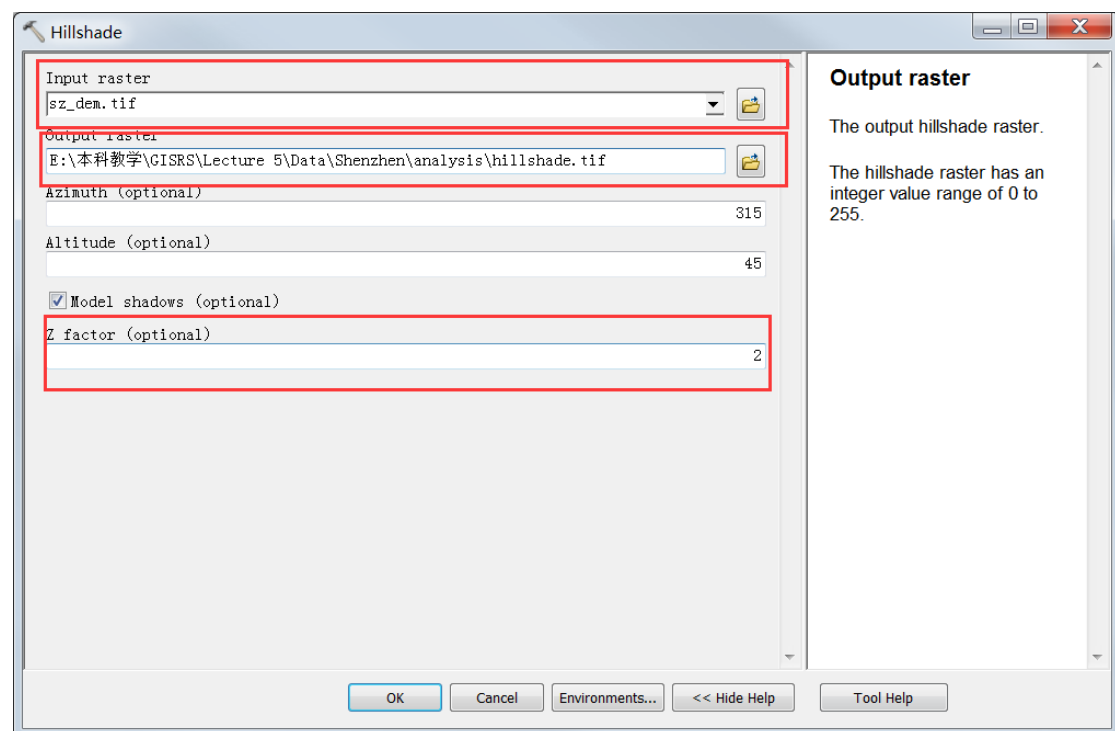 Hillshade
Input raster
sz_dem.tif
Output raster
E:\本科教学\GISRS\Lecture 5\Data\Shenzhen\analysis\hillshade.tif
Azimuth (optional)
315
Altitude (optional)
45
Model shadows (optional)
Z factor (optional)
2
OK
Cancel
Environments...
<< Hide Help
Output raster
The output hillshade raster.
The hillshade raster has an
integer value range of 0 to
255.
Tool Help